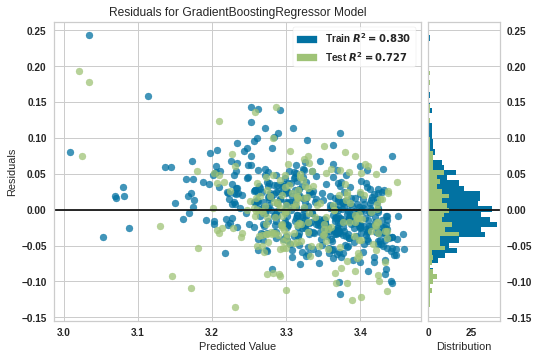 Residuals for GradientBoostingRegressor Model
Train R² = 0.830
Test R² = 0.727
0.25
0.20
0.15
0.10
0.05
0.00
−0.05
−0.10
−0.15
Residuals
3.0 3.1 3.2 3.3 3.4
Predicted Value
0.25
0.20
0.15
0.10
0.05
0.00
−0.05
−0.10
−0.15
0 25
Distribution